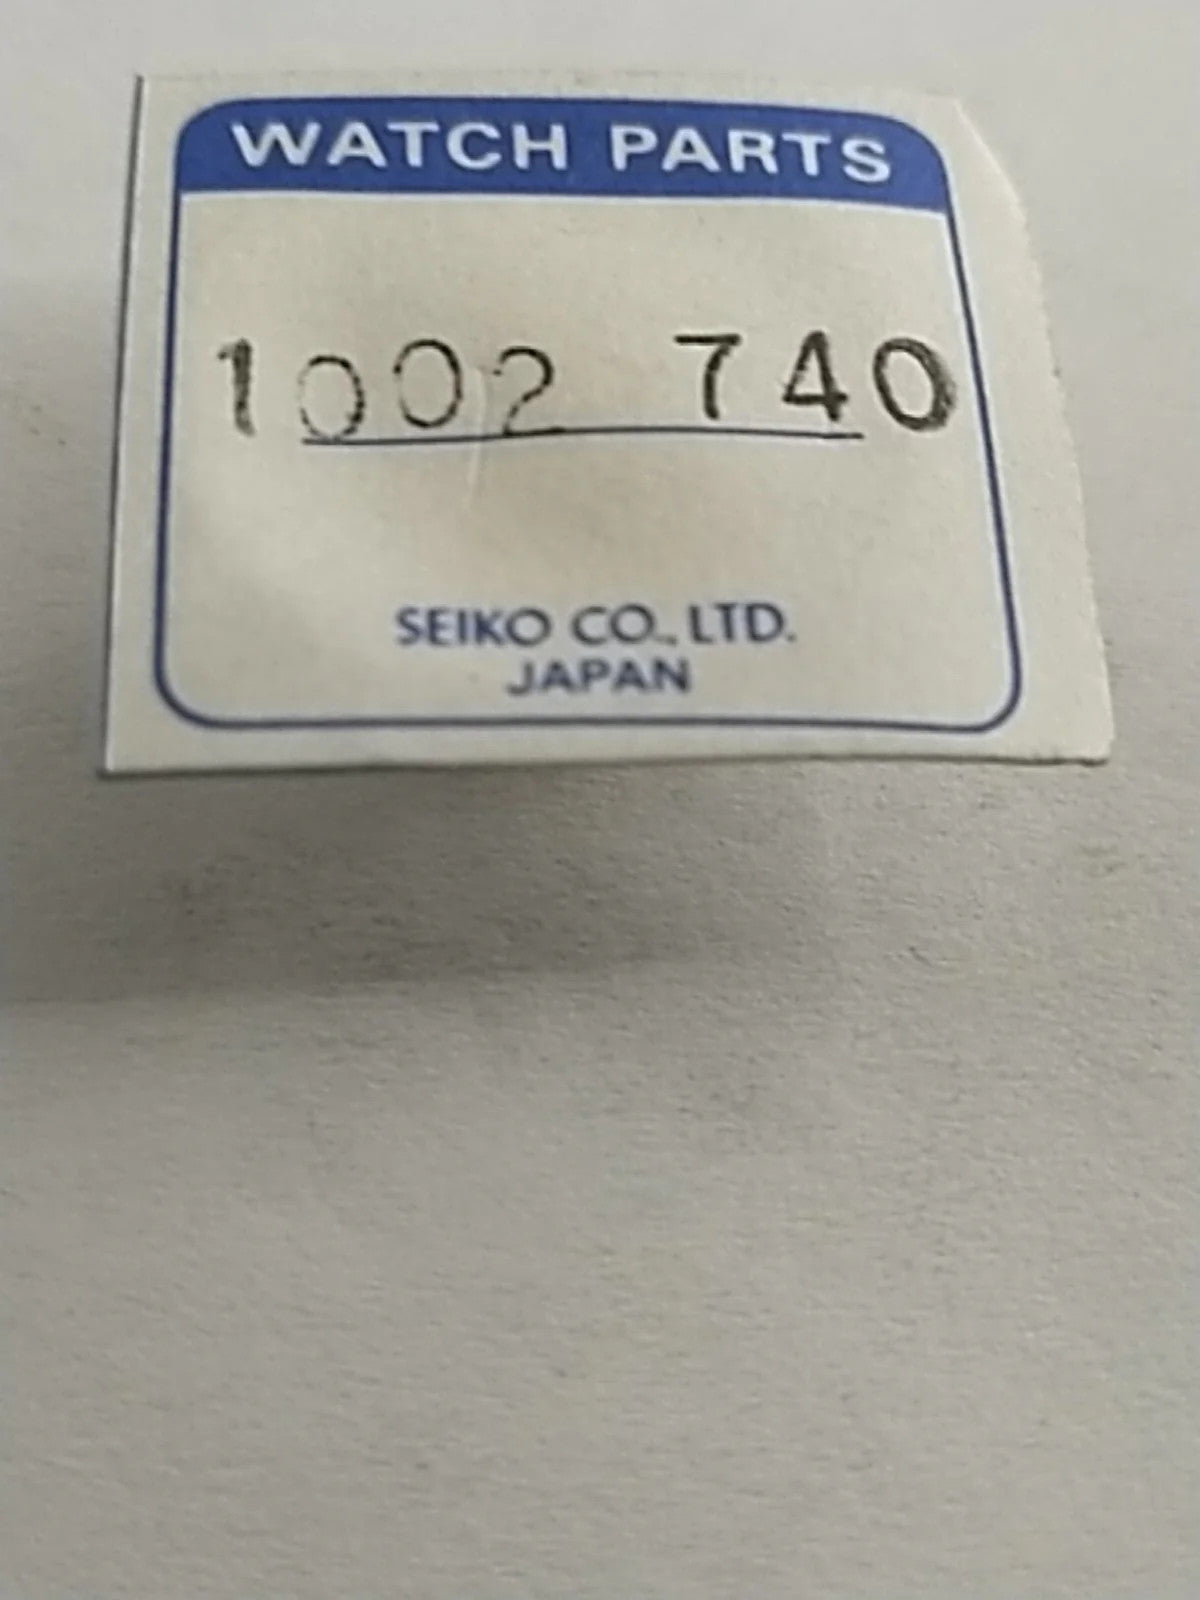 WATCH PARTS
1002 740
SEIKO CO., LTD.
JAPAN